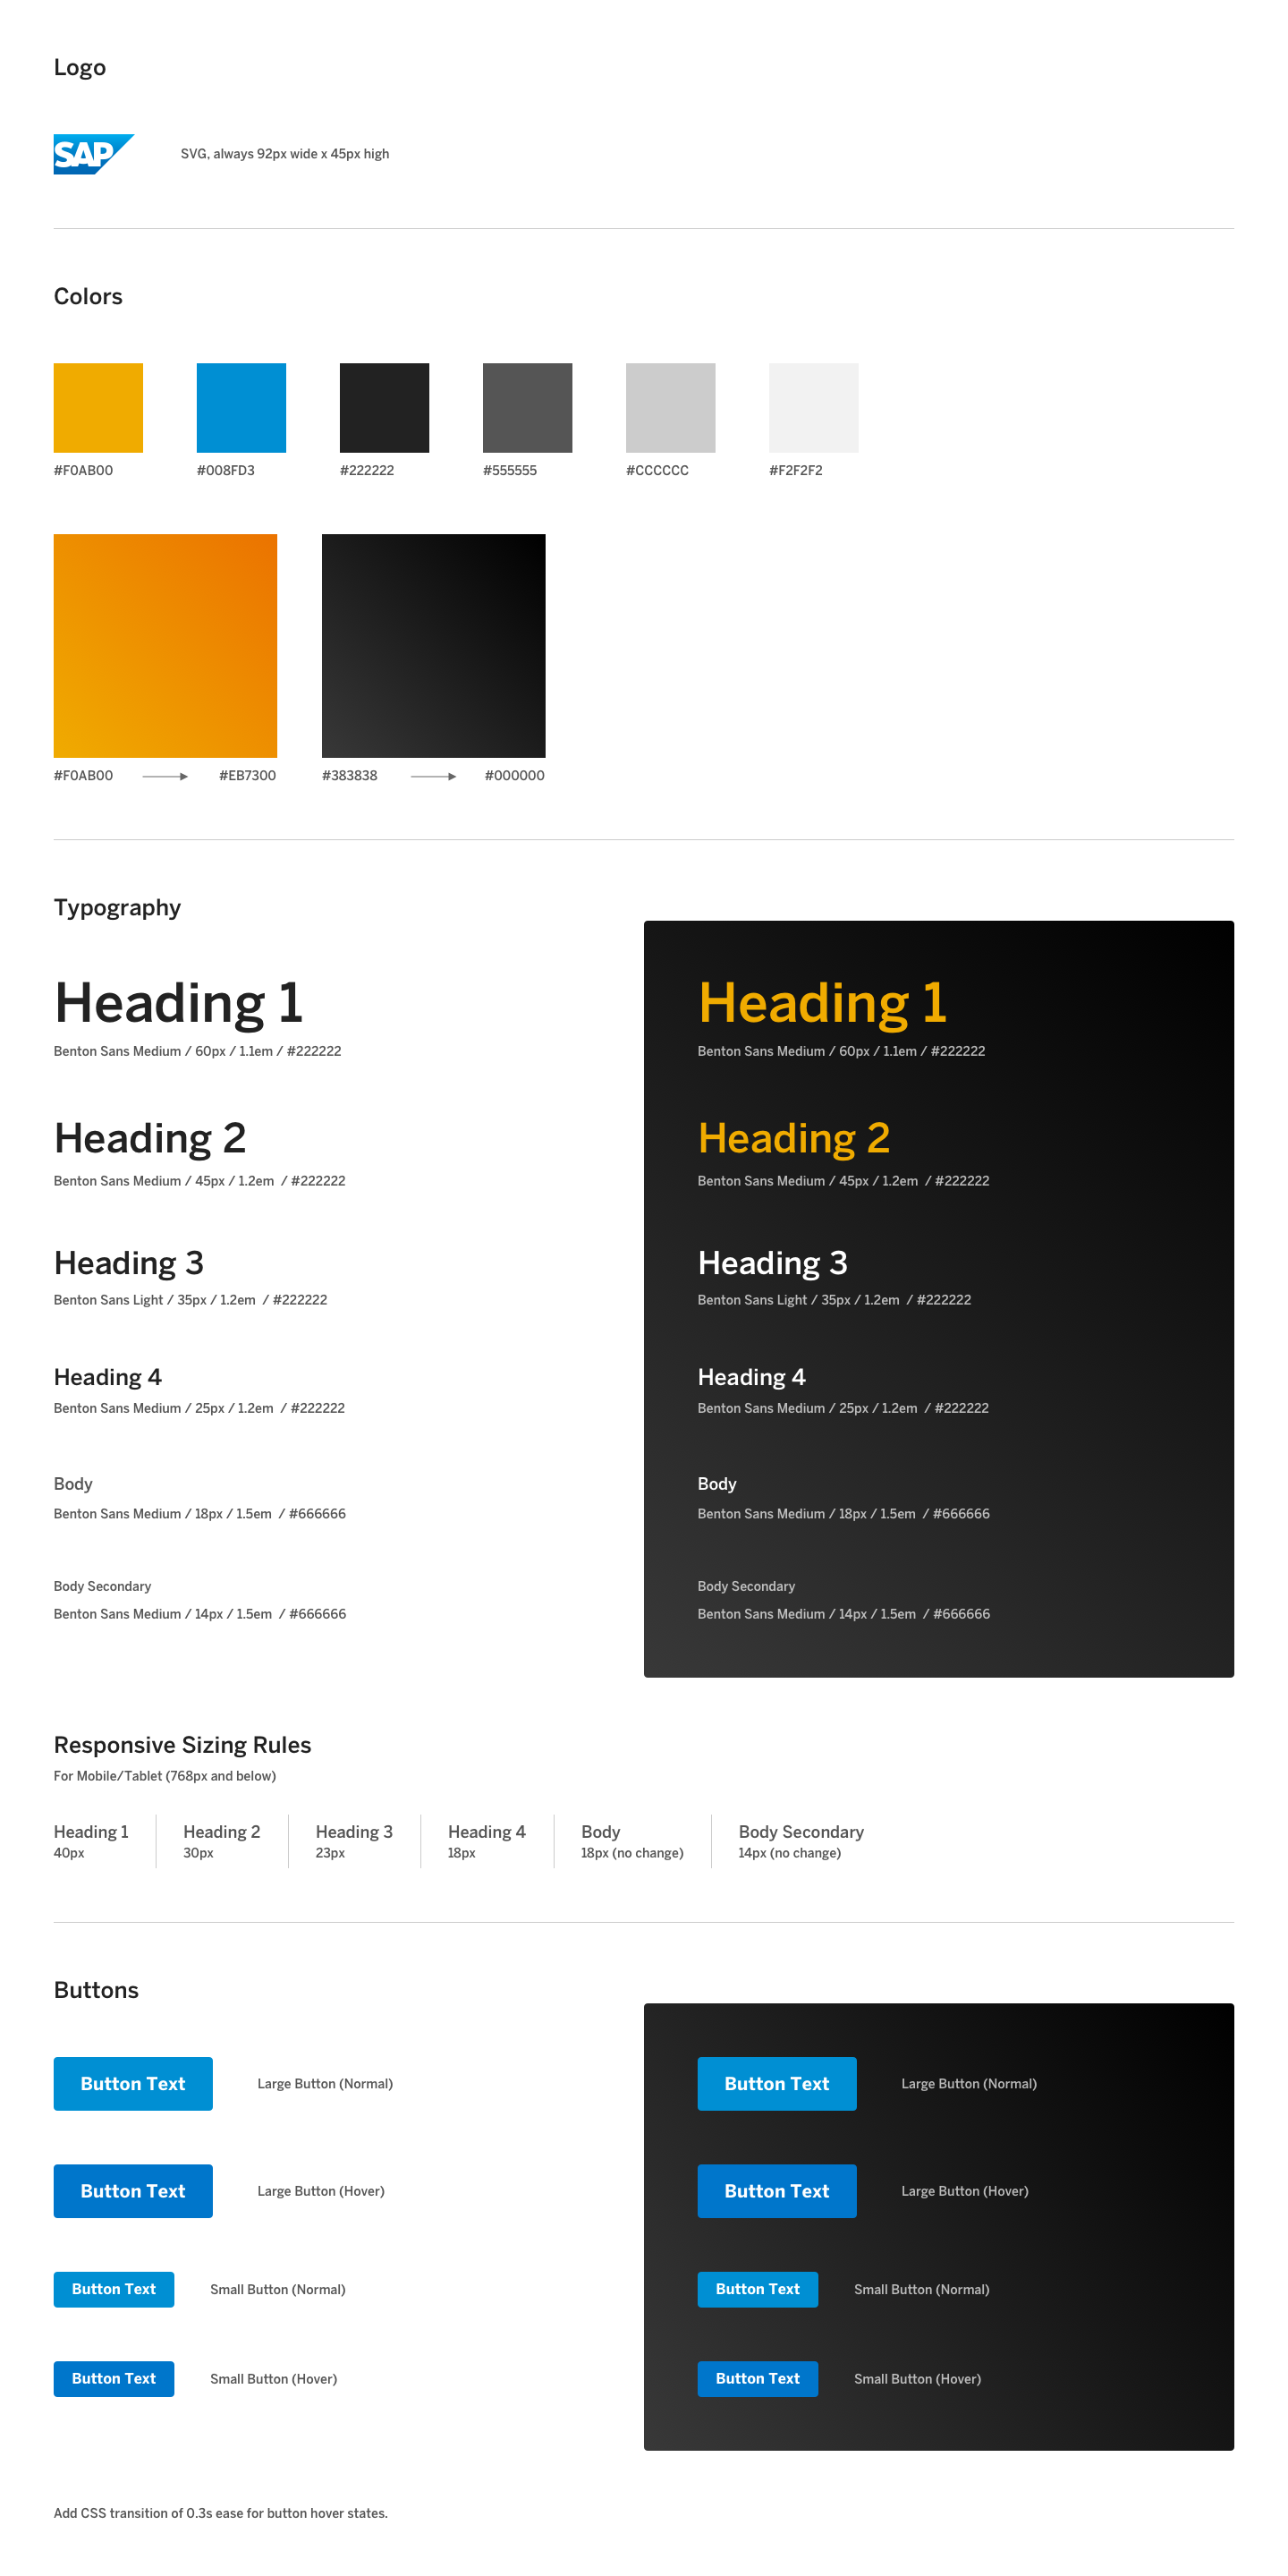 Logo
SAP
SVG, always 92px wide x 45px high
Colors
#F0AB00
#008FD3
#222222
#555555
#CCCCCC
#F2F2F2
#F0AB00
#EB7300
#383838
#000000
Typography
Heading 1
Benton Sans Medium / 60px / 1.1em / #222222
Heading 2
Benton Sans Medium / 45px / 1.2em / #222222
Heading 3
Benton Sans Light / 35px / 1.2em / #222222
Heading 4
Benton Sans Medium / 25px / 1.2em / #222222
Body
Benton Sans Medium / 18px / 1.5em / #666666
Body Secondary
Benton Sans Medium / 14px / 1.5em / #666666
Heading 1
Benton Sans Medium / 60px / 1.1em / #222222
Heading 2
Benton Sans Medium / 45px / 1.2em / #222222
Heading 3
Benton Sans Light / 35px / 1.2em / #222222
Heading 4
Benton Sans Medium / 25px / 1.2em / #222222
Body
Benton Sans Medium / 18px / 1.5em / #666666
Body Secondary
Benton Sans Medium / 14px / 1.5em / #666666
Responsive Sizing Rules
For Mobile/Tablet (768px and below)
Heading 1
40px
Heading 2
30px
Heading 3
23px
Heading 4
18px
Body
18px (no change)
Body Secondary
14px (no change)
Buttons
Button Text
Large Button (Normal)
Button Text
Large Button (Hover)
Button Text
Small Button (Normal)
Button Text
Small Button (Hover)
Button Text
Large Button (Normal)
Button Text
Large Button (Hover)
Button Text
Small Button (Normal)
Button Text
Small Button (Hover)
Add CSS transition of 0.3s ease for button hover states.